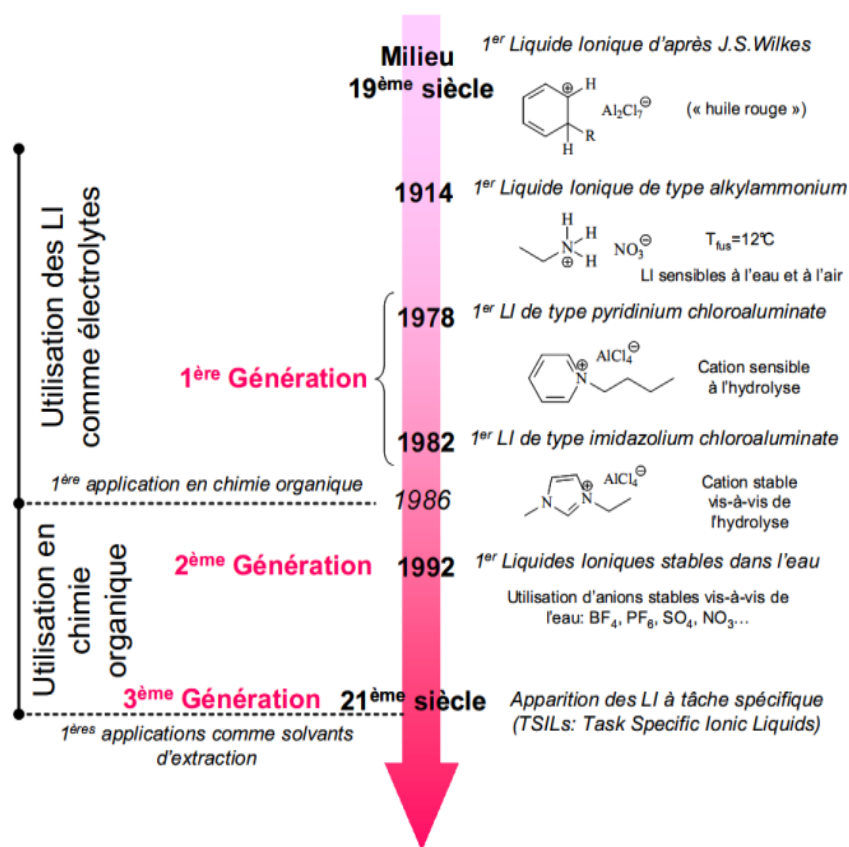 1er Liquide Ionique d'après J.S.Wilkes
Milieu
19ème siècle
⊕ H
R
H
Al2Cl7⊖
(« huile rouge »)
1914
1er Liquide Ionique de type alkylammonium
H
H
N
H
⊕
NO3⊖
Tfus=12°C
LI sensibles à l'eau et à l'air
Utilisation des LI
comme électrolytes
1978
1er LI de type pyridinium chloroaluminate
1ère Génération
⊕
N
AlCl4⊖
Cation sensible
à l'hydrolyse
1982
1er LI de type imidazolium chloroaluminate
1ère application en chimie organique
1986
N
⊕
N
AlCl4⊖
Cation stable
vis-à-vis de
l'hydrolyse
Utilisation en
chimie
organique
2ème Génération
1992
1er Liquides Ioniques stables dans l'eau
Utilisation d'anions stables vis-à-vis de
l'eau: BF4, PF6, SO4, NO3...
3ème Génération
21ème siècle
Apparition des LI à tâche spécifique
(TSILs: Task Specific Ionic Liquids)
1ères applications comme solvants
d'extraction